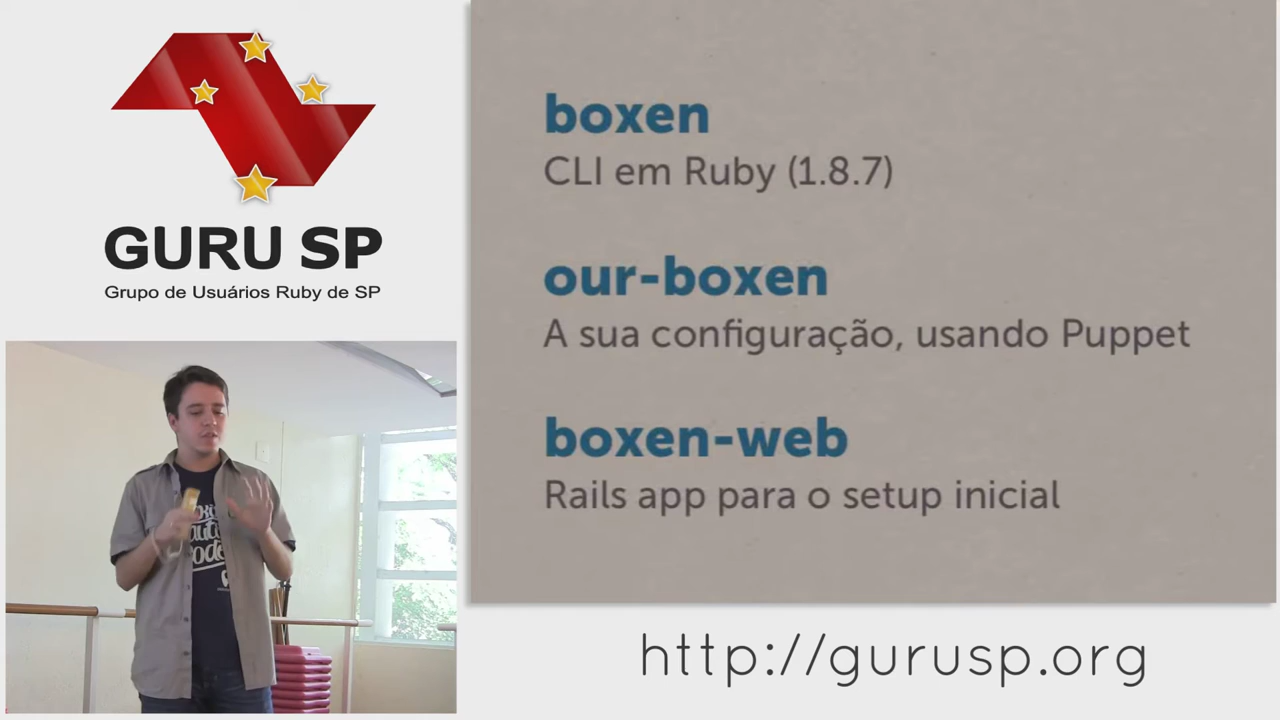 GURU SP
Grupo de Usuários Ruby de SP
boxen
CLI em Ruby (1.8.7)
our-boxen
A sua configuração, usando Puppet
boxen-web
Rails app para o setup inicial
http://gurusp.org